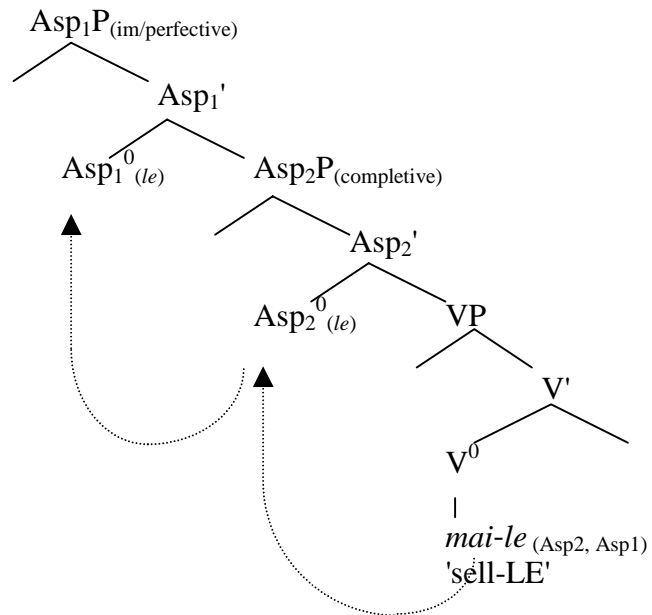 Asp₁P(im/perfective)
Asp₁'
Asp₁⁰(le) Asp₂P(completive)
Asp₂'
Asp₂⁰(le) VP
V'
V⁰
mai-le (Asp2, Asp1)
'sell-LE'